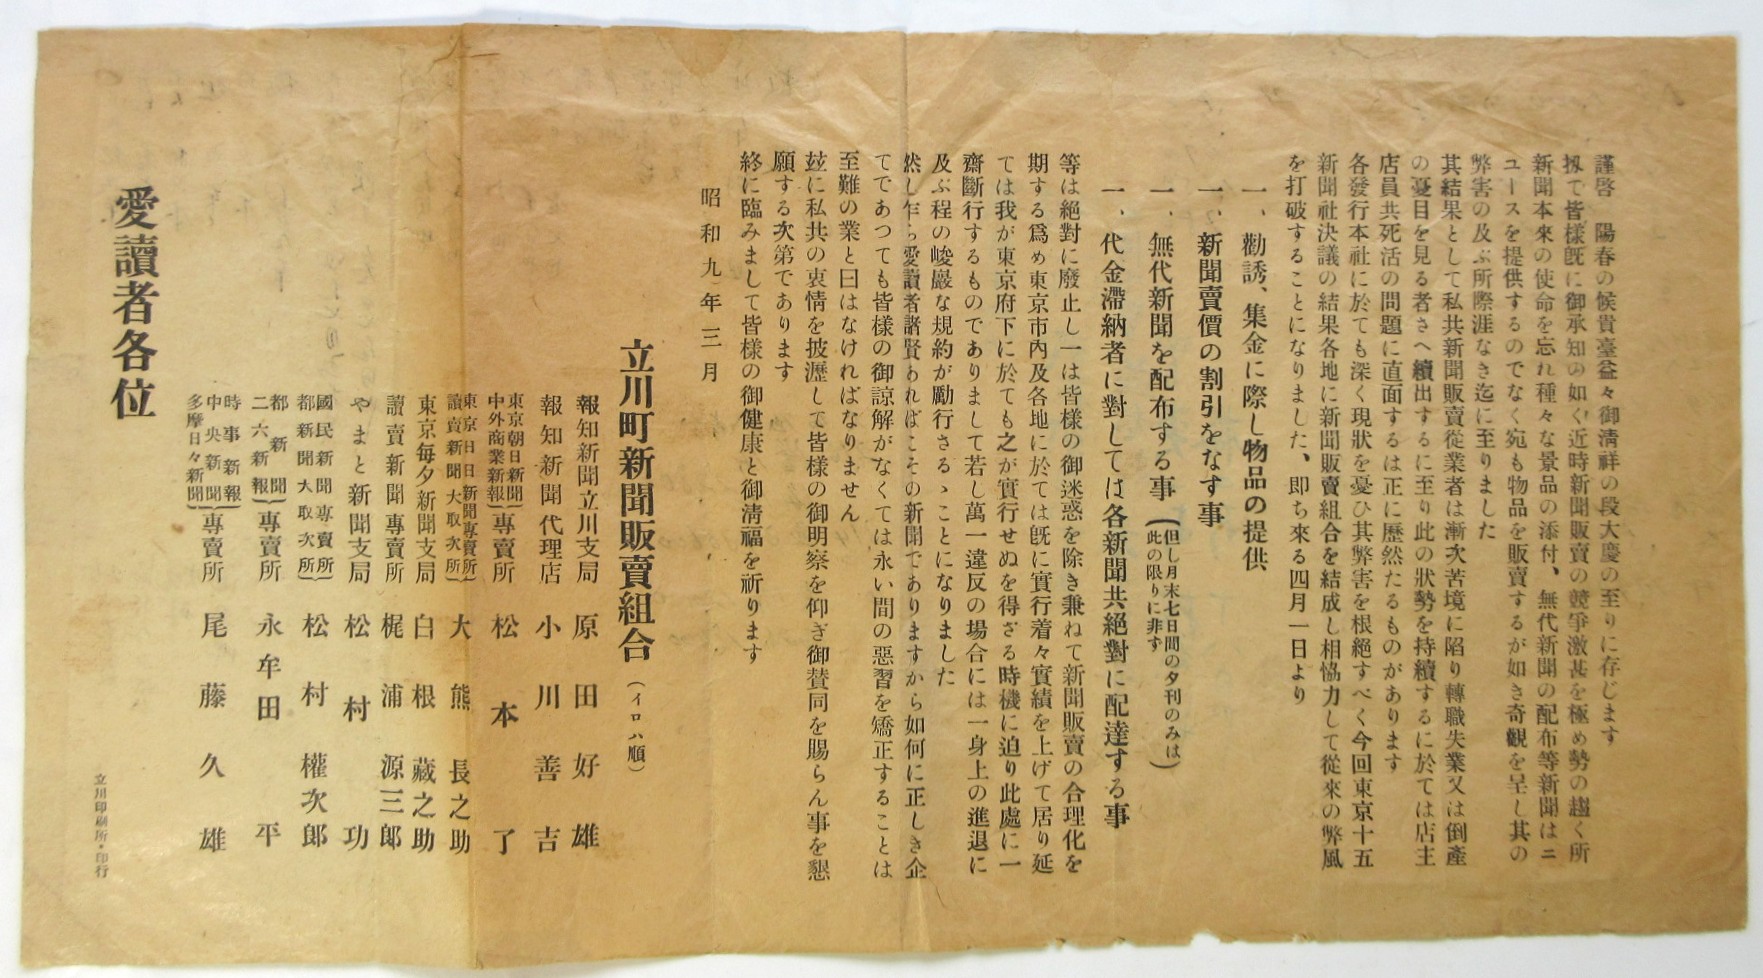 謹啓 陽春の候貴臺益々御淸祥の段大慶の至りに存じます
扨て皆樣既に御承知の如く近時新聞販賣の競爭激甚を極め勢の趨く所
新聞本來の使命を忘れ種々な景品の添付、無代新聞の配布等新聞はニ
ユースを提供するのでなく宛も物品を販賣するが如き奇觀を呈し其の
弊害の及ぶ所際涯なき迄に至りました
其結果として私共新聞販賣從業者は漸次苦境に陷り轉職失業又は倒產
の憂目を見る者さへ續出するに至り此の狀勢を持續するに於ては店主
店員共死活の問題に直面するは正に歷然たるものがあります
各發行本社に於ても深く現狀を憂ひ其弊害を根絕すべく今回東京十五
新聞社決議の結果各地に新聞販賣組合を結成し相恊力して從來の弊風
を打破することになりました、即ち來る四月一日より
一、勸誘、集金に際し物品の提供
一、新聞賣價の割引をなす事
一、無代新聞を配布する事(但し月末七日間の夕刊のみは此の限りに非ず)
一、代金滯納者に對しては各新聞共絕對に配達する事
等は絕對に廢止し一は皆樣の御迷惑を除き兼ねて新聞販賣の合理化を
期する爲め東京市內及各地に於ては既に實行着々實績を上げて居り延
ては我が東京府下に於ても之が實行せぬを得ざる時機に迫り此處に一
齋斷行するものでありまして若し萬一違反の場合には一身上の進退に
及ぶ程の峻嚴な規約が勵行さるゝことになりました
然し乍ら愛讀者諸賢あればこその新聞でありますから如何に正しき企
てであつても皆樣の御諒解がなくては永い間の惡習を矯正することは
至難の業と曰はなければなりません
玆に私共の衷情を披瀝して皆樣の御明察を仰ぎ御賛同を賜らん事を懇
願する次第であります
終に臨みまして皆樣の御健康と御淸福を祈ります
昭和九年三月
立川町新聞販賣組合(イロハ順)
報知新聞立川支局 原田好雄
報知新聞代理店 小川善吉
東京朝日新聞
中外商業新報 專賣所 松本了
東京日日新聞專賣所
讀賣新聞大取次所 大熊長之助
東京每夕新聞支局 白根藏之助
讀賣新聞專賣所 梶浦源三郎
やまと新聞支局 松村功
國民新聞專賣所
都新聞大取次所 松村權次郎
都新聞
二六新報 專賣所 永牟田平
時事新報
中央新聞
多摩日々新聞 專賣所 尾藤久雄
愛讀者各位
立川印刷所・印行